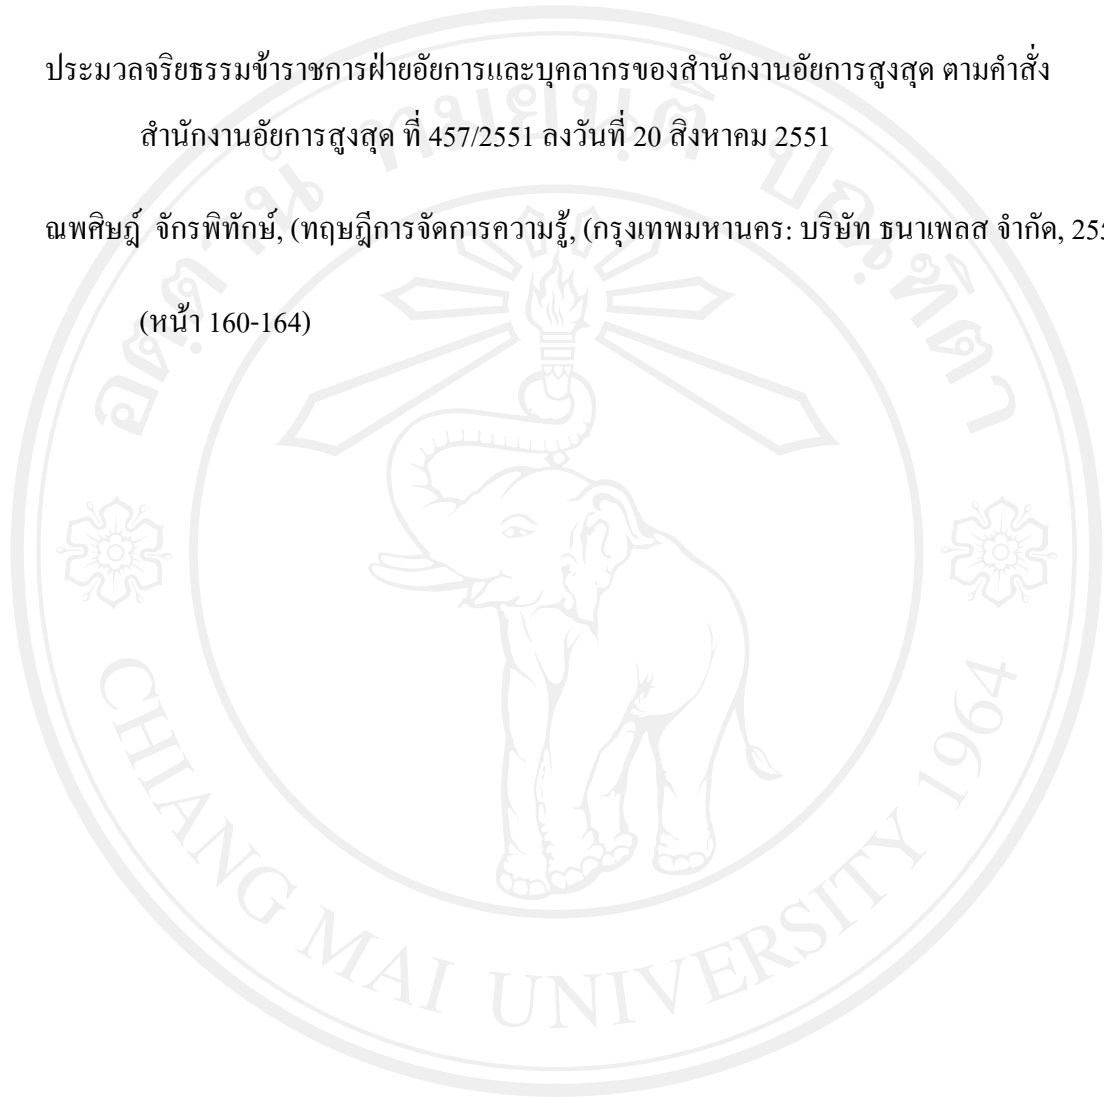 ประมวลจริยธรรมข้าราชการฝ่ายอัยการและบุคลากรของสำนักงานอัยการสูงสุด ตามคำสั่ง
สำนักงานอัยการสูงสุด ที่ 457/2551 ลงวันที่ 20 สิงหาคม 2551
ณพศิษฎ์ จักรพิทักษ์, (ทฤษฎีการจัดการความรู้, (กรุงเทพมหานคร: บริษัท ธนาเพลส จำกัด,
(หน้า 160-164)
CHIANG MAI UNIVERSITY 1964